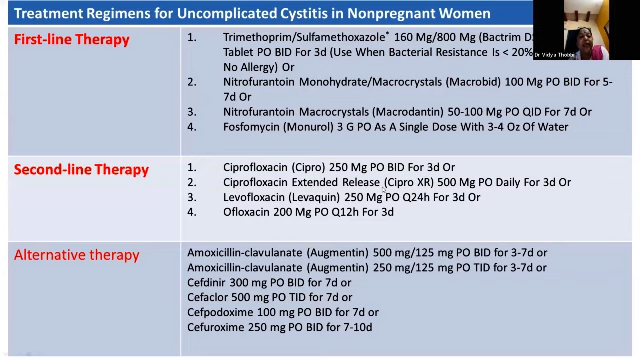 Treatment Regimens for Uncomplicated Cystitis in Nonpregnant Women
Dr Vidya Thobbi
First-line Therapy
1. Trimethoprim/Sulfamethoxazole* 160 Mg/800 Mg (Bactrim D
Tablet PO BID For 3d (Use When Bacterial Resistance Is < 20%
No Allergy) Or
2. Nitrofurantoin Monohydrate/Macrocrystals (Macrobid) 100 Mg PO BID For 5-
7d Or
3. Nitrofurantoin Macrocrystals (Macrodantin) 50-100 Mg PO QID For 7d Or
4. Fosfomycin (Monurol) 3 G PO As A Single Dose With 3-4 Oz Of Water
Second-line Therapy
1. Ciprofloxacin (Cipro) 250 Mg PO BID For 3d Or
2. Ciprofloxacin Extended Release (Cipro XR) 500 Mg PO Daily For 3d Or
3. Levofloxacin (Levaquin) 250 Mg PO Q24h For 3d Or
4. Ofloxacin 200 Mg PO Q12h For 3d
Alternative therapy
Amoxicillin-clavulanate (Augmentin) 500 mg/125 mg PO BID for 3-7d or
Amoxicillin-clavulanate (Augmentin) 250 mg/125 mg PO TID for 3-7d or
Cefdinir 300 mg PO BID for 7d or
Cefaclor 500 mg PO TID for 7d or
Cefpodoxime 100 mg PO BID for 7d or
Cefuroxime 250 mg PO BID for 7-10d